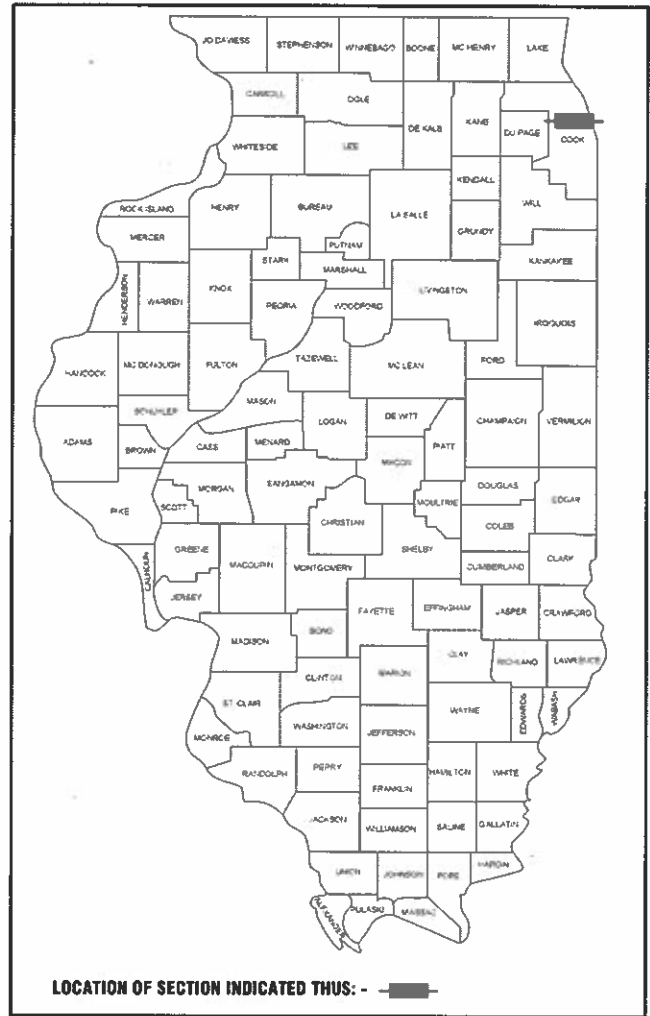 JO DAVIESS STEPHENSON WINNEBAGO BOONE MC HENRY LAKE
CARROLL OGLE
DE KALB KANE DU PAGE COOK
WHITESIDE LEE
KENDALL
ROCK ISLAND HENRY BUREAU LA SALLE WILL
MERCER PUTNAM GRUNDY
STARK MARSHALL KANKAKEE
HENDERSON WARREN KNOX PEORIA WOODFORD LIVINGSTON
IROQUOIS
HANCOCK MC DONOUGH FULTON TAZEWELL MC LEAN FORD
MASON
SCHUYLER LOGAN DE WITT CHAMPAIGN VERMILION
ADAMS BROWN CASS MENARD MACON PIATT
MORGAN SANGAMON DOUGLAS EDGAR
PIKE SCOTT CHRISTIAN MOULTRIE COLES
GREENE SHELBY
CALHOUN MACOUPIN MONTGOMERY CUMBERLAND CLARK
JERSEY
FAYETTE EFFINGHAM JASPER CRAWFORD
MADISON BOND
CLAY RICHLAND LAWRENCE
CLINTON MARION
ST. CLAIR WAYNE EDWARDS WABASH
MONROE WASHINGTON JEFFERSON
RANDOLPH PERRY HAMILTON WHITE
FRANKLIN
JACKSON WILLIAMSON SALINE GALLATIN
UNION JOHNSON POPE HARDIN
ALEXANDER PULASKI MASSAC
LOCATION OF SECTION INDICATED THUS: -